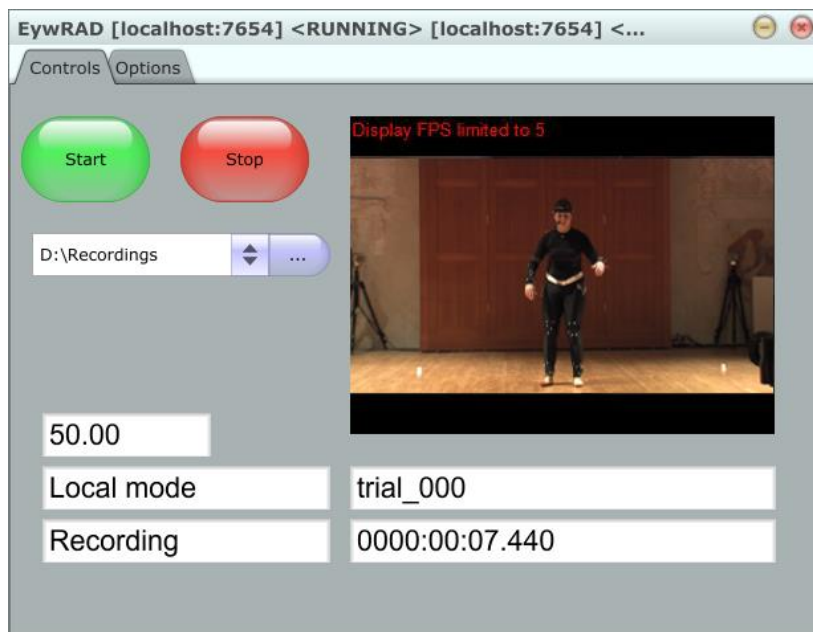 EywRAD [localhost:7654] <RUNNING> [localhost:7654] <...
Controls Options
Start Stop
Display FPS limited to 5
D:\Recordings ...
50.00
Local mode trial_000
Recording 0000:00:07.440